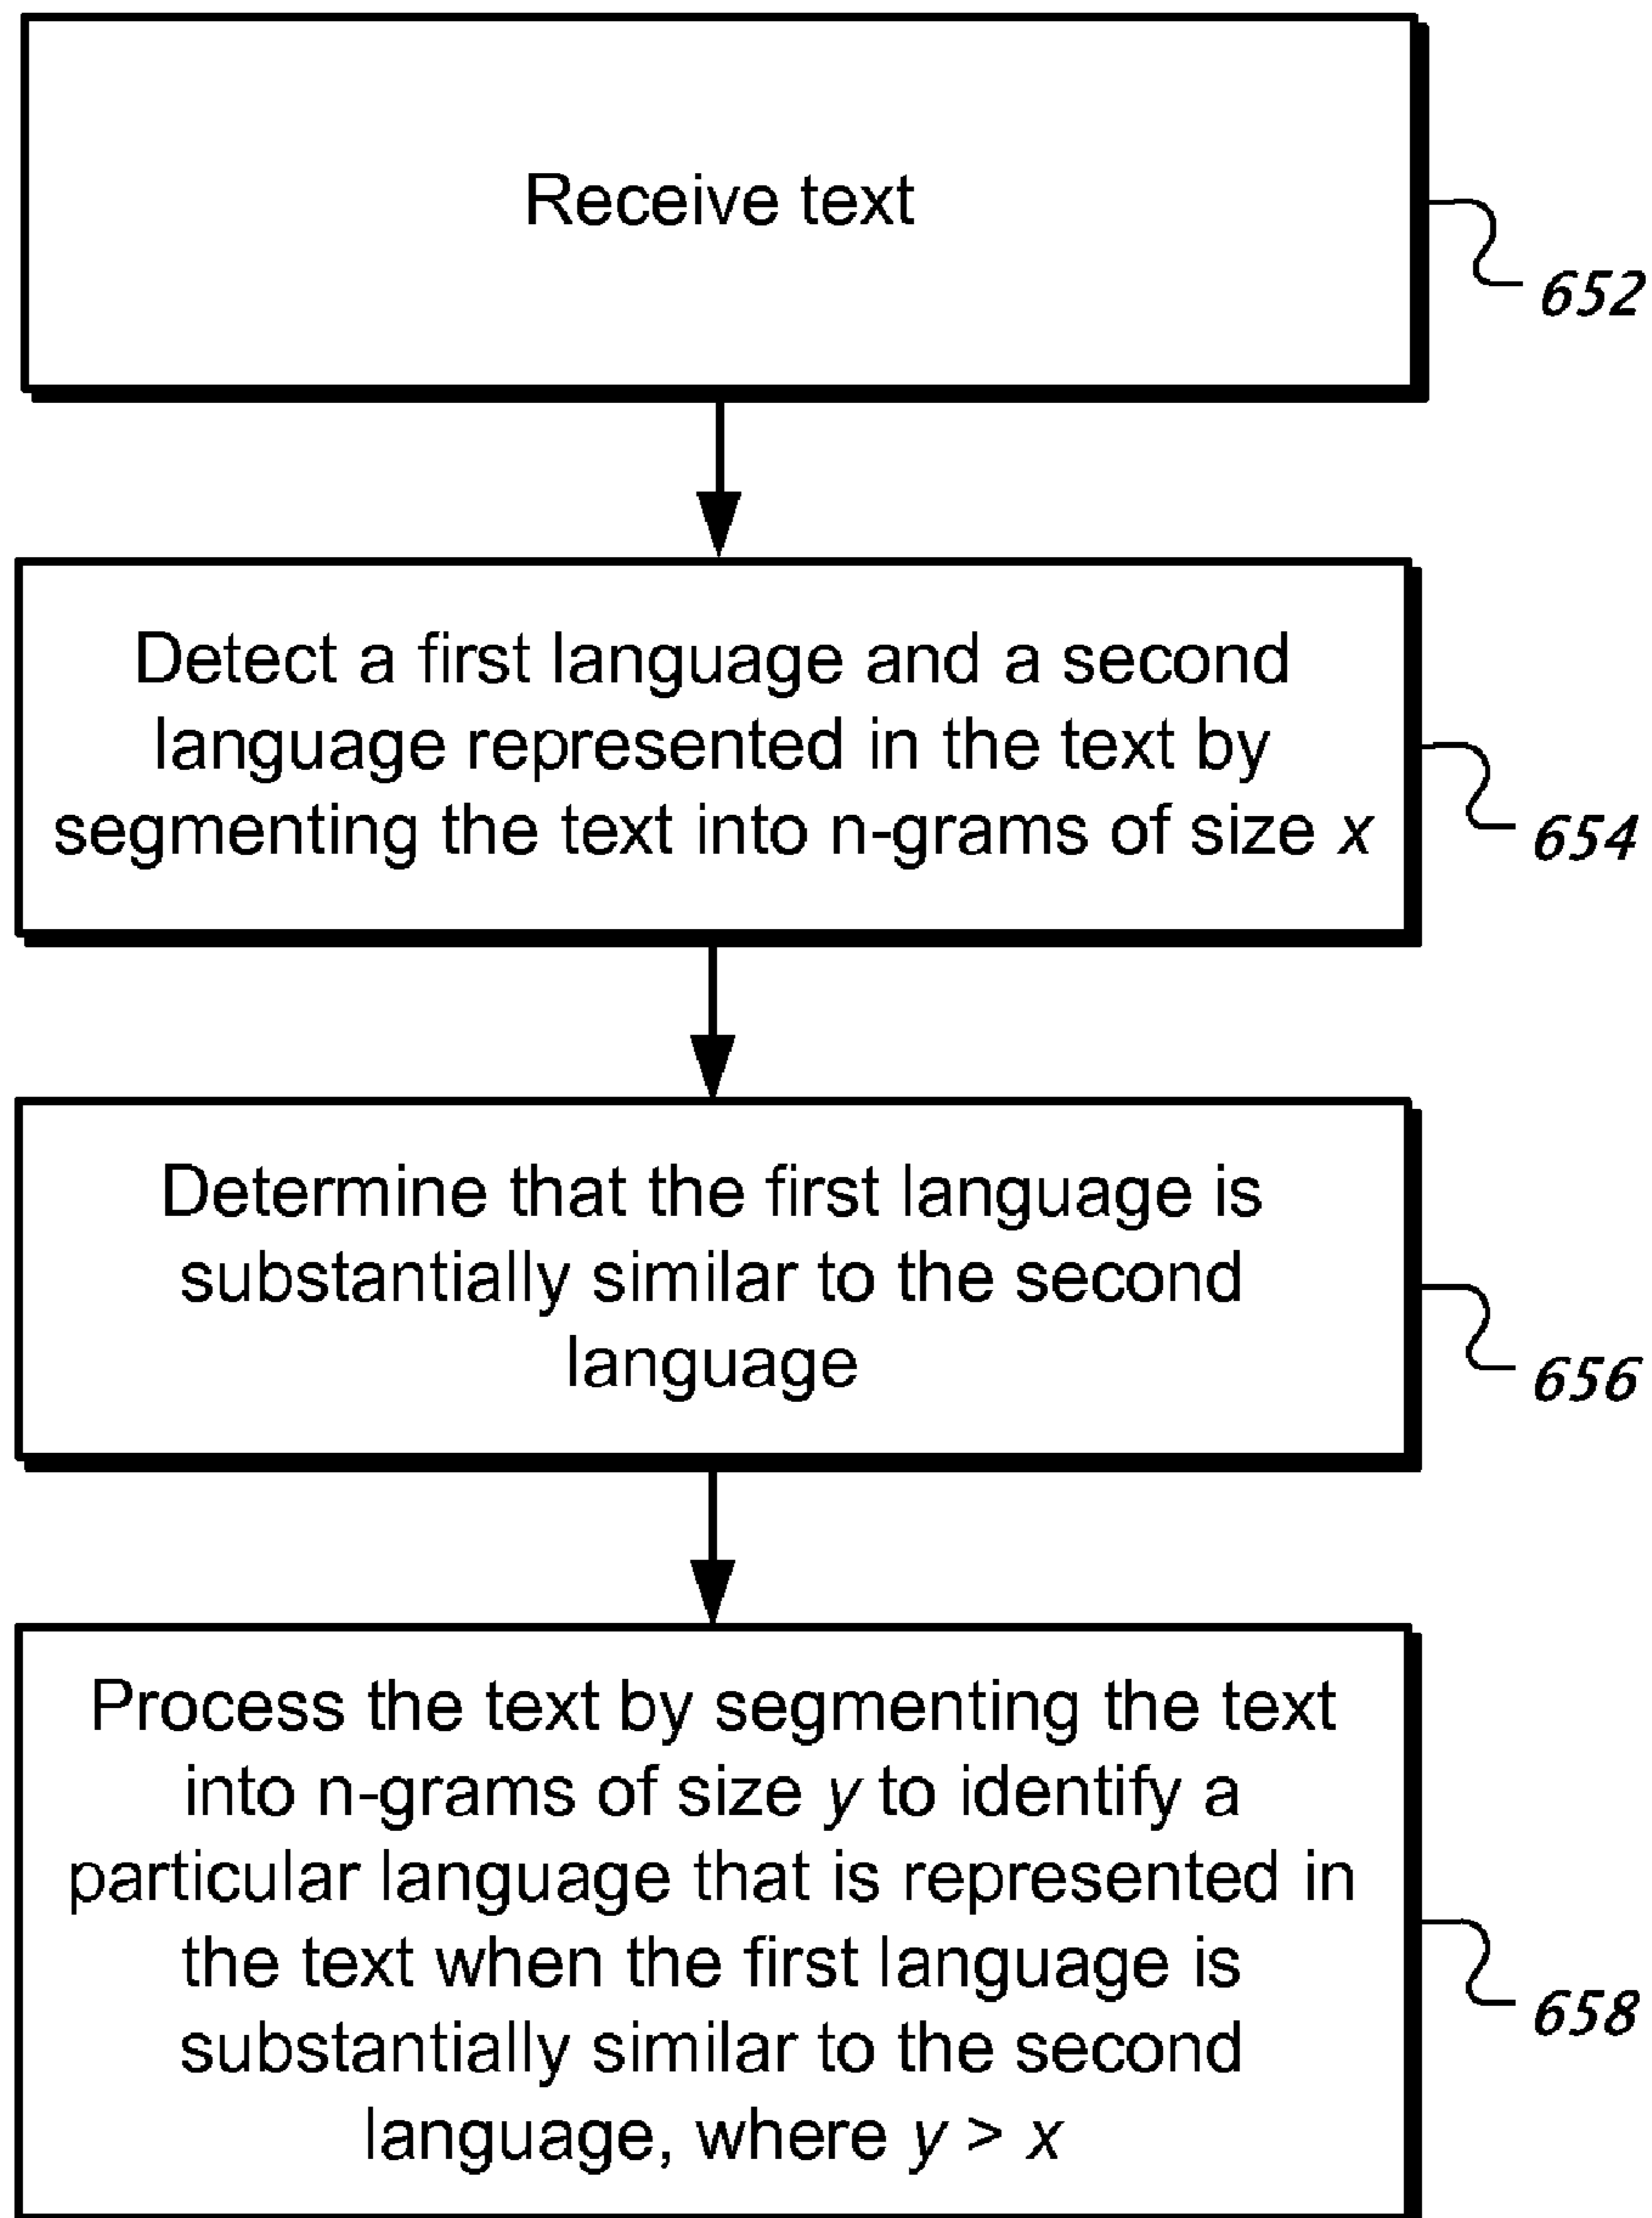 Receive text
652
Detect a first language and a second
language represented in the text by
segmenting the text into n-grams of size x
654
Determine that the first language is
substantially similar to the second
language
656
Process the text by segmenting the text
into n-grams of size y to identify a
particular language that is represented in
the text when the first language is
substantially similar to the second
language, where y > x
658